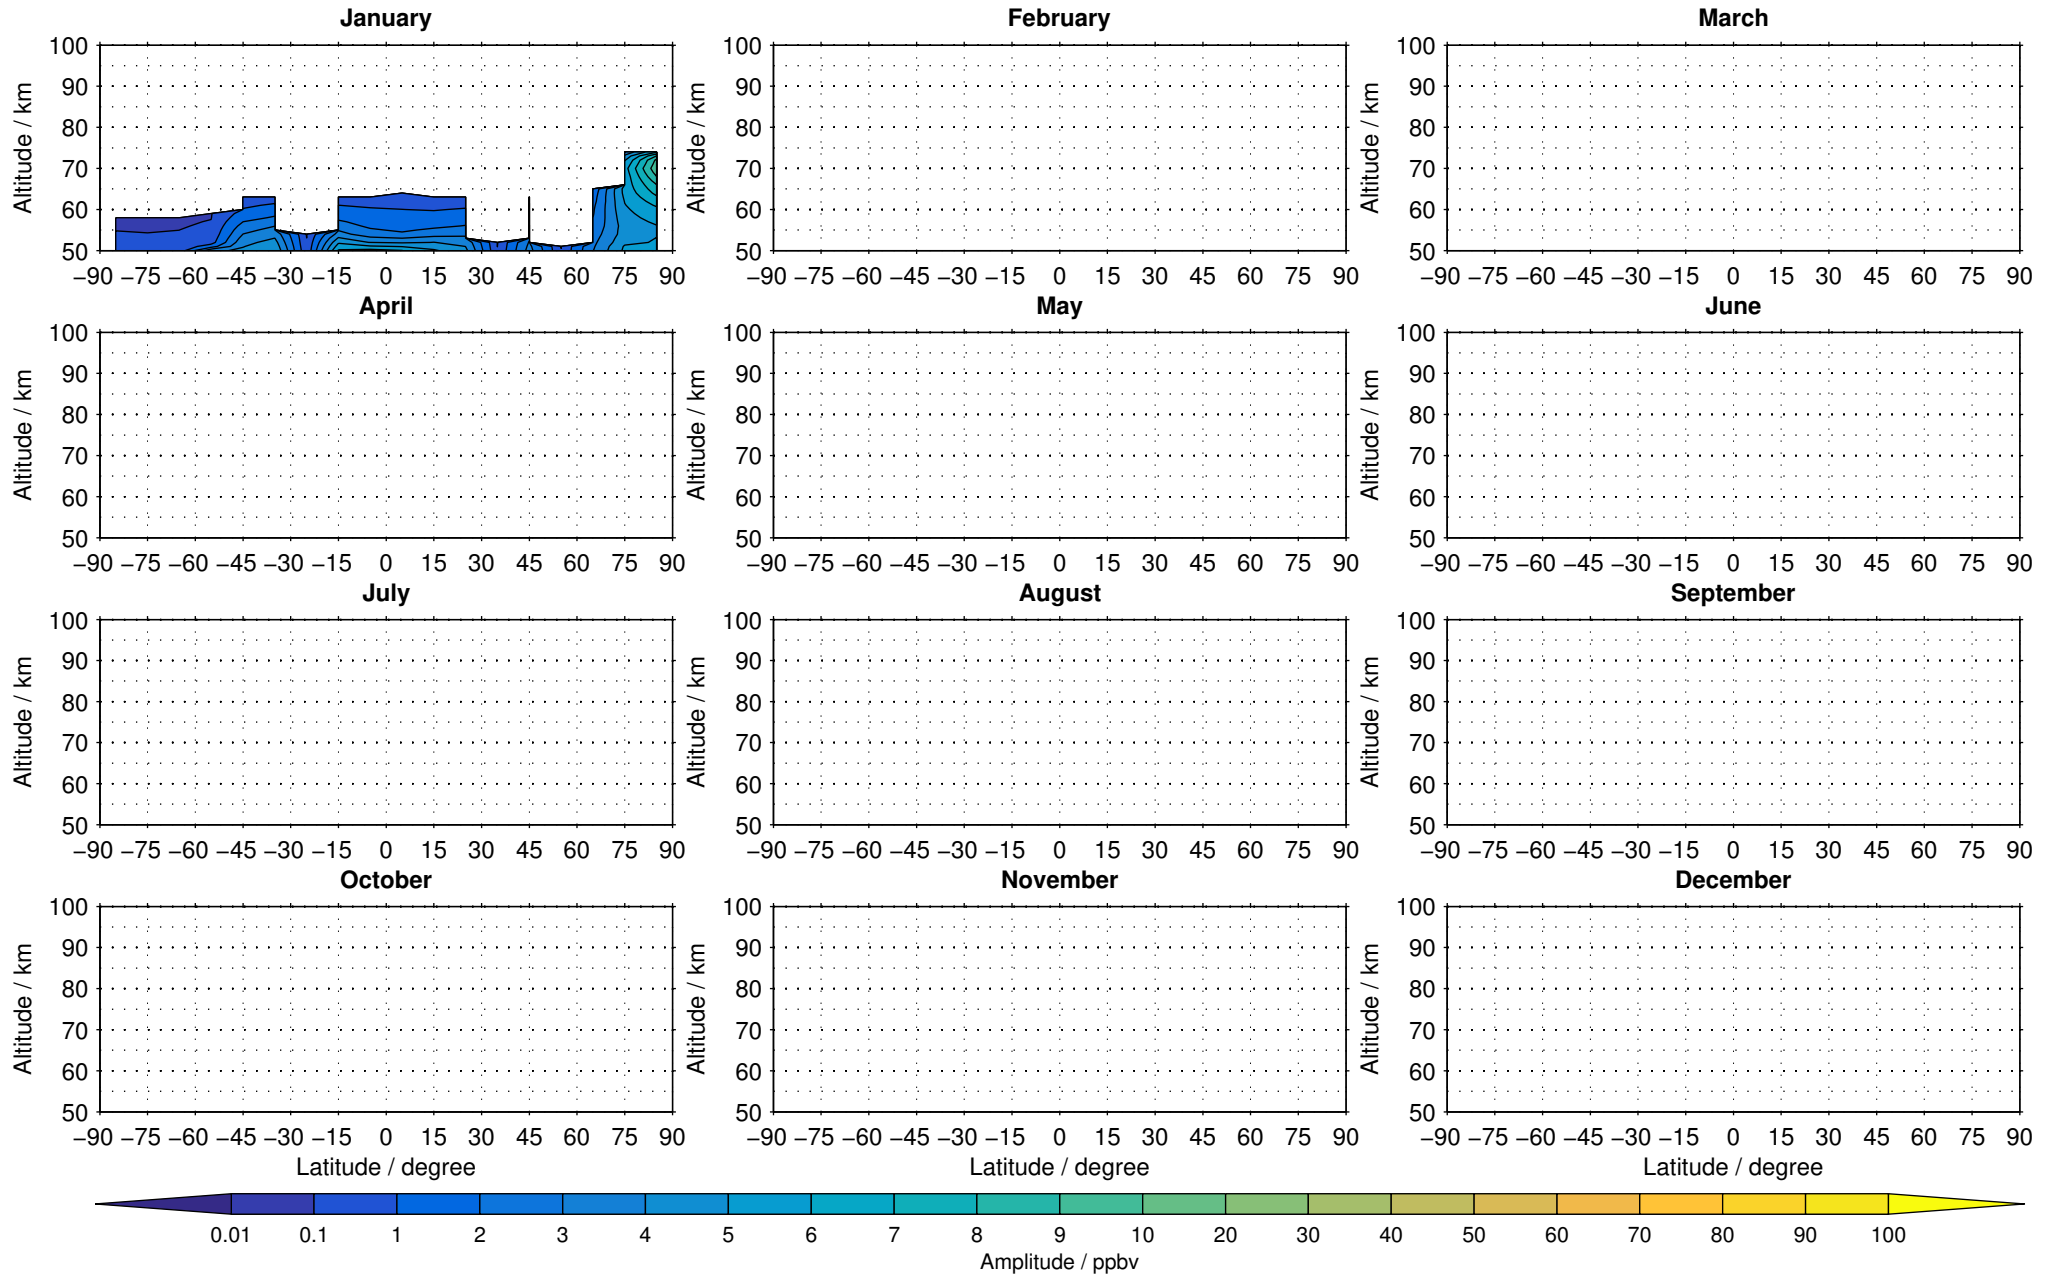 January February March
100 100 100
90 90 90
80 80 80
70 70 70
60 60 60
50 50 50
Altitude / km Altitude / km Altitude / km
−90 −75 −60 −45 −30 −15 0 15 30 45 60 75 90 −90 −75 −60 −45 −30 −15 0 15 30 45 60 75 90 −90 −75 −60 −45 −30 −15 0 15 30 45 60 75 90
April May June
100 100 100
90 90 90
80 80 80
70 70 70
60 60 60
50 50 50
Altitude / km Altitude / km Altitude / km
−90 −75 −60 −45 −30 −15 0 15 30 45 60 75 90 −90 −75 −60 −45 −30 −15 0 15 30 45 60 75 90 −90 −75 −60 −45 −30 −15 0 15 30 45 60 75 90
July August September
100 100 100
90 90 90
80 80 80
70 70 70
60 60 60
50 50 50
Altitude / km Altitude / km Altitude / km
−90 −75 −60 −45 −30 −15 0 15 30 45 60 75 90 −90 −75 −60 −45 −30 −15 0 15 30 45 60 75 90 −90 −75 −60 −45 −30 −15 0 15 30 45 60 75 90
October November December
100 100 100
90 90 90
80 80 80
70 70 70
60 60 60
50 50 50
Altitude / km Altitude / km Altitude / km
−90 −75 −60 −45 −30 −15 0 15 30 45 60 75 90 −90 −75 −60 −45 −30 −15 0 15 30 45 60 75 90 −90 −75 −60 −45 −30 −15 0 15 30 45 60 75 90
Latitude / degree Latitude / degree Latitude / degree
0.01 0.1 1 2 3 4 5 6 7 8 9 10 20 30 40 50 60 70 80 90 100
Amplitude / ppbv